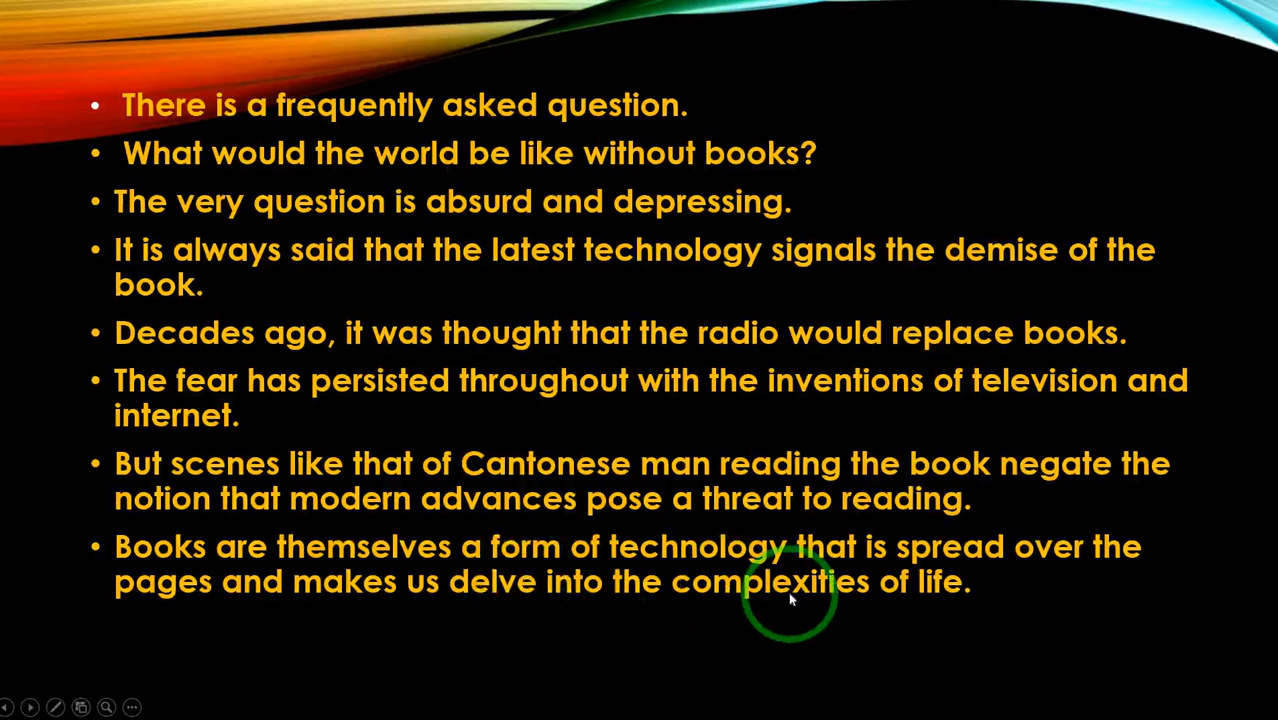 • There is a frequently asked question.
• What would the world be like without books?
• The very question is absurd and depressing.
• It is always said that the latest technology signals the demise of the
book.
• Decades ago, it was thought that the radio would replace books.
• The fear has persisted throughout with the inventions of television and
internet.
• But scenes like that of Cantonese man reading the book negate the
notion that modern advances pose a threat to reading.
• Books are themselves a form of technology that is spread over the
pages and makes us delve into the complexities of life.